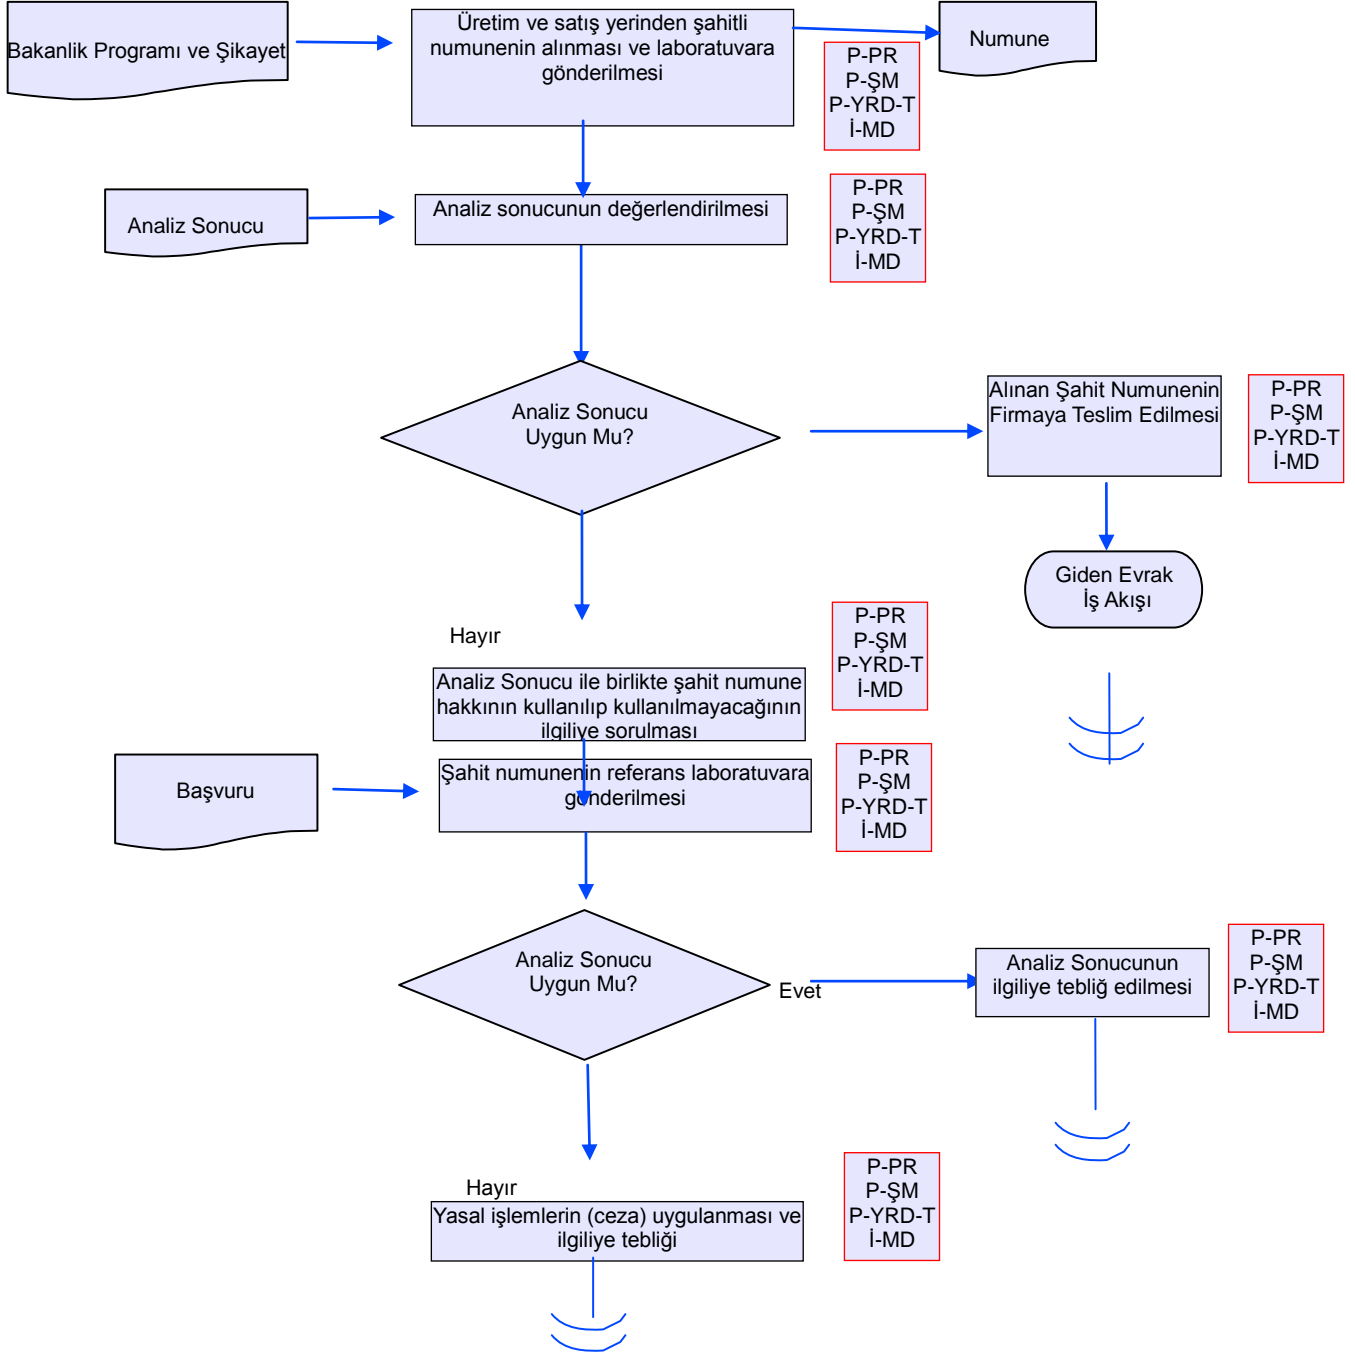 Bakanlik Programı ve Şikayet
Üretim ve satış yerinden şahitli
numunenin alınması ve laboratuvara
gönderilmesi
Numune
P-PR
P-ŞM
P-YRD-T
İ-MD
Analiz Sonucu
Analiz sonucunun değerlendirilmesi
P-PR
P-ŞM
P-YRD-T
İ-MD
Analiz Sonucu
Uygun Mu?
Alınan Şahit Numunenin
Firmaya Teslim Edilmesi
P-PR
P-ŞM
P-YRD-T
İ-MD
Giden Evrak
İş Akışı
Hayır
Analiz Sonucu ile birlikte şahit numune
hakkının kullanılıp kullanılmayacağının
ilgiliye sorulması
P-PR
P-ŞM
P-YRD-T
İ-MD
Başvuru
Şahit numunenin referans laboratuvara
gönderilmesi
P-PR
P-ŞM
P-YRD-T
İ-MD
Analiz Sonucu
Uygun Mu?
Evet
Analiz Sonucunun
ilgiliye tebliğ edilmesi
P-PR
P-ŞM
P-YRD-T
İ-MD
Hayır
Yasal işlemlerin (ceza) uygulanması ve
ilgiliye tebliği
P-PR
P-ŞM
P-YRD-T
İ-MD